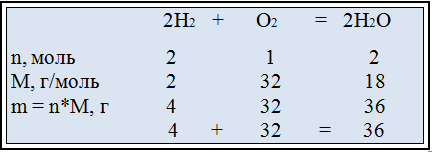 2H2 + O2 = 2H2O
n, моль 2 1 2
М, г/моль 2 32 18
m = n*M, г 4 32 36
4 + 32 = 36